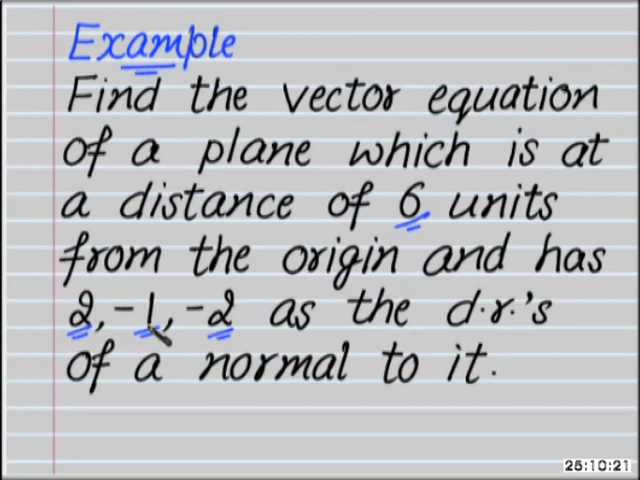 Example
Find the vector equation
of a plane which is at
a distance of 6 units
from the origin and has
2, -1, -2 as the d.r.'s
of a normal to it.
25:10:21